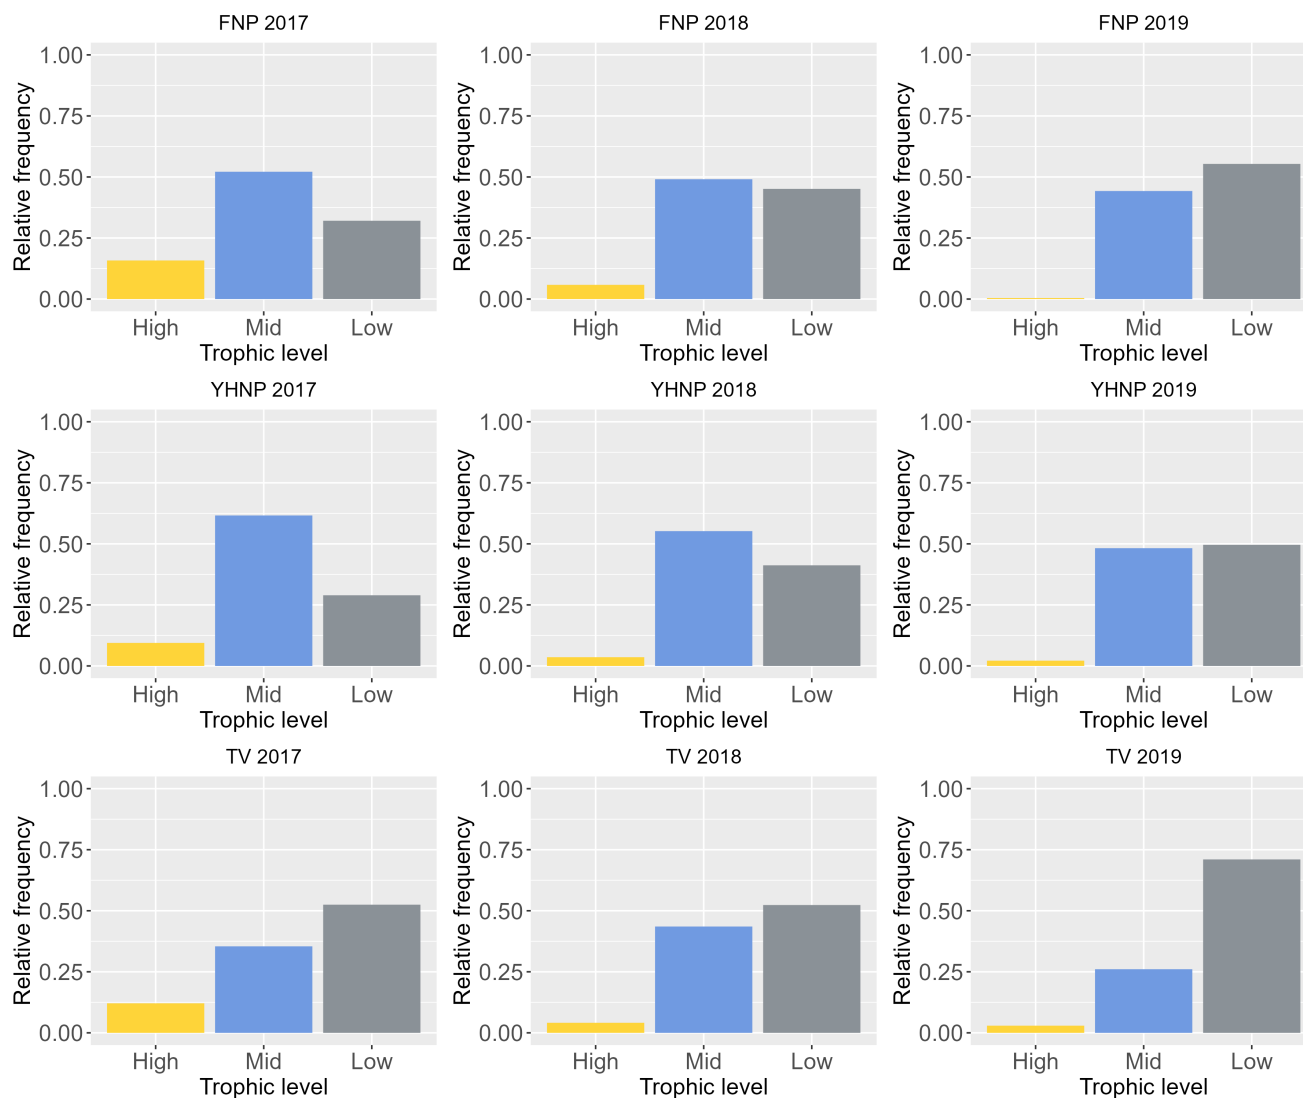 FNP 2017
FNP 2018
FNP 2019
Relative frequency
1.00
0.75
0.50
0.25
0.00
High Mid Low
Trophic level
Relative frequency
1.00
0.75
0.50
0.25
0.00
High Mid Low
Trophic level
Relative frequency
1.00
0.75
0.50
0.25
0.00
High Mid Low
Trophic level
YHNP 2017
YHNP 2018
YHNP 2019
Relative frequency
1.00
0.75
0.50
0.25
0.00
High Mid Low
Trophic level
Relative frequency
1.00
0.75
0.50
0.25
0.00
High Mid Low
Trophic level
Relative frequency
1.00
0.75
0.50
0.25
0.00
High Mid Low
Trophic level
TV 2017
TV 2018
TV 2019
Relative frequency
1.00
0.75
0.50
0.25
0.00
High Mid Low
Trophic level
Relative frequency
1.00
0.75
0.50
0.25
0.00
High Mid Low
Trophic level
Relative frequency
1.00
0.75
0.50
0.25
0.00
High Mid Low
Trophic level